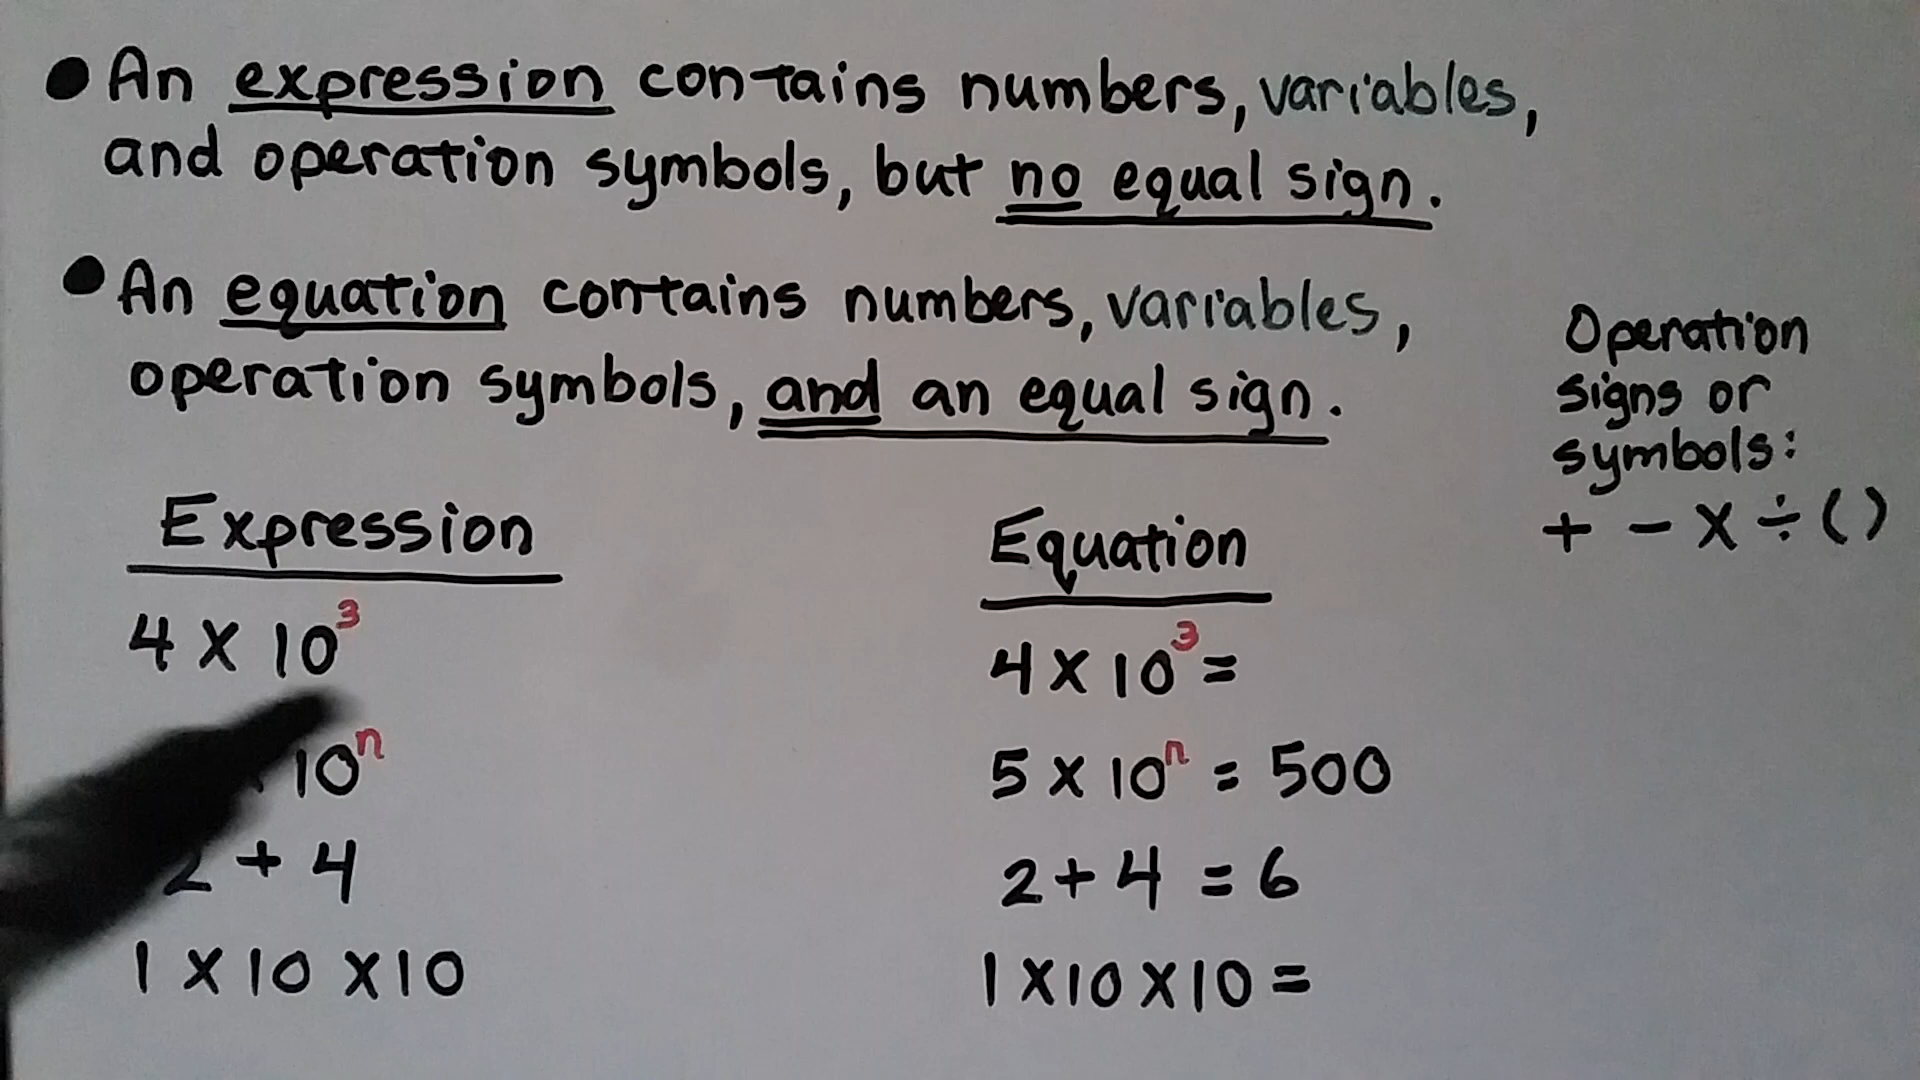 ● An expression contains numbers, variables,
and operation symbols, but no equal sign.
● An equation contains numbers, variables,
operation symbols, and an equal sign.
Operation
signs or
symbols:
+ - x ÷ ( )
Expression
4 x 10³
10ⁿ
2 + 4
1 x 10 x 10
Equation
4 x 10³ =
5 x 10ⁿ = 500
2 + 4 = 6
1 x 10 x 10 =